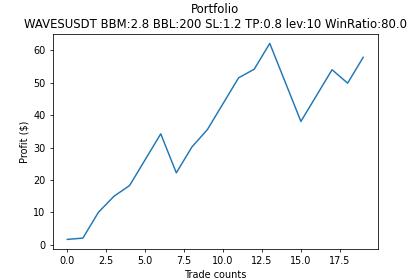 Portfolio
WAVESUSDT BBM:2.8 BBL:200 SL:1.2 TP:0.8 lev:10 WinRatio:80.0
60
50
40
30
20
10
0
Profit ($)
0.0 2.5 5.0 7.5 10.0 12.5 15.0 17.5
Trade counts